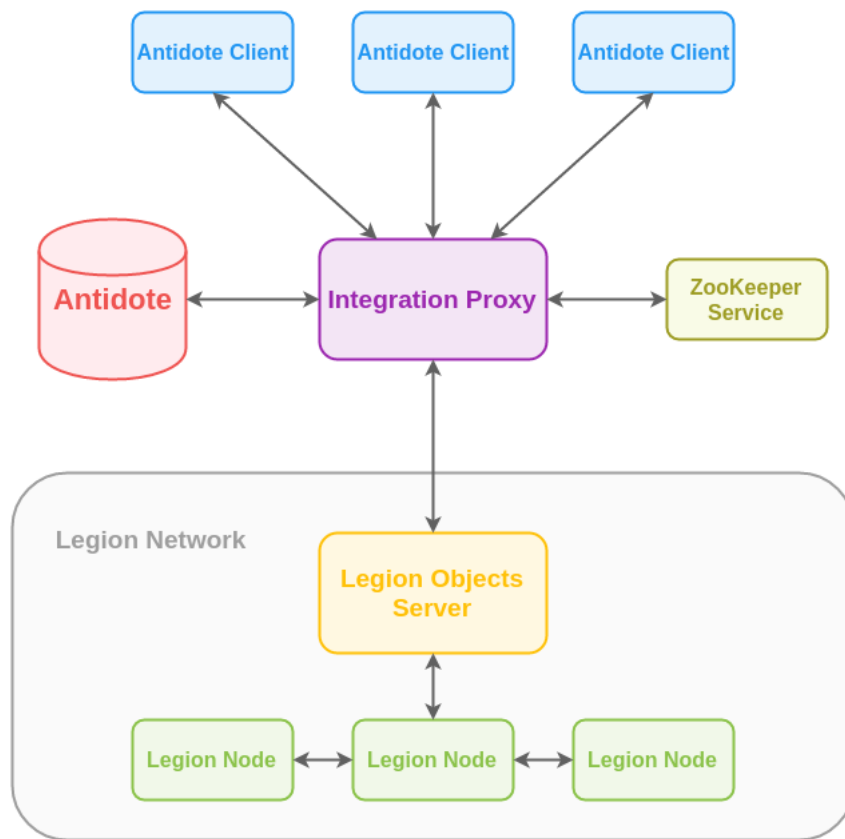 Antidote Client
Antidote Client
Antidote Client
Antidote
Integration Proxy
ZooKeeper
Service
Legion Network
Legion Objects
Server
Legion Node
Legion Node
Legion Node